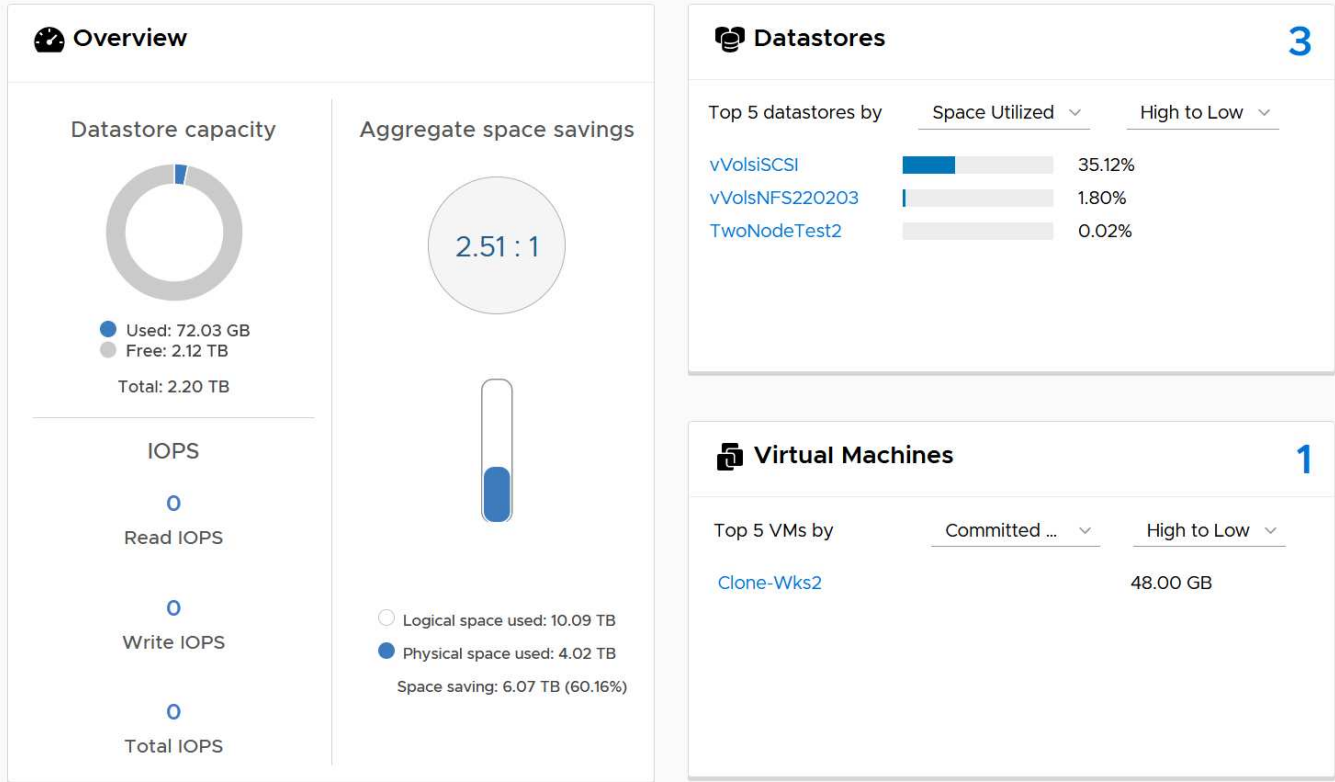 Overview
Datastore capacity
Used: 72.03 GB
Free: 2.12 TB
Total: 2.20 TB
IOPS
0
Read IOPS
0
Write IOPS
0
Total IOPS
Aggregate space savings
2.51 : 1
Logical space used: 10.09 TB
Physical space used: 4.02 TB
Space saving: 6.07 TB (60.16%)
Datastores 3
Top 5 datastores by Space Utilized High to Low
vVolsiSCSI 35.12%
vVolsNFS220203 1.80%
TwoNodeTest2 0.02%
Virtual Machines 1
Top 5 VMs by Committed ... High to Low
Clone-Wks2 48.00 GB